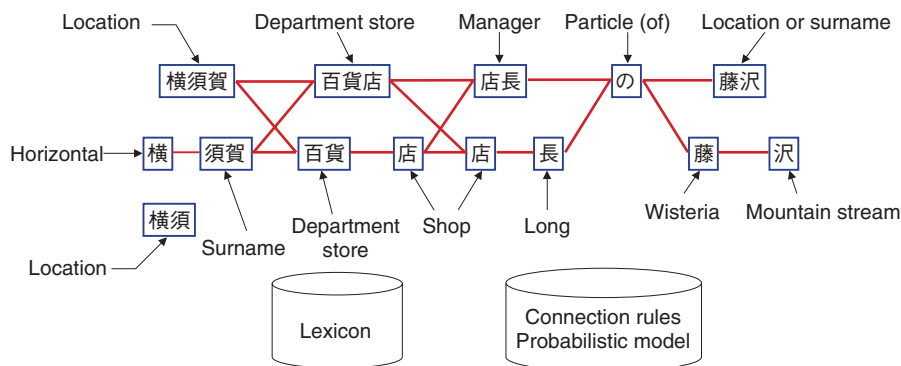 Location Department store Manager Particle (of) Location or surname
横須賀 百貨店 店長 の 藤沢
Horizontal 横 須賀 百貨 店 店 長 藤 沢
横須
Surname Department store Shop Long Wisteria Mountain stream
Location
Lexicon
Connection rules
Probabilistic model